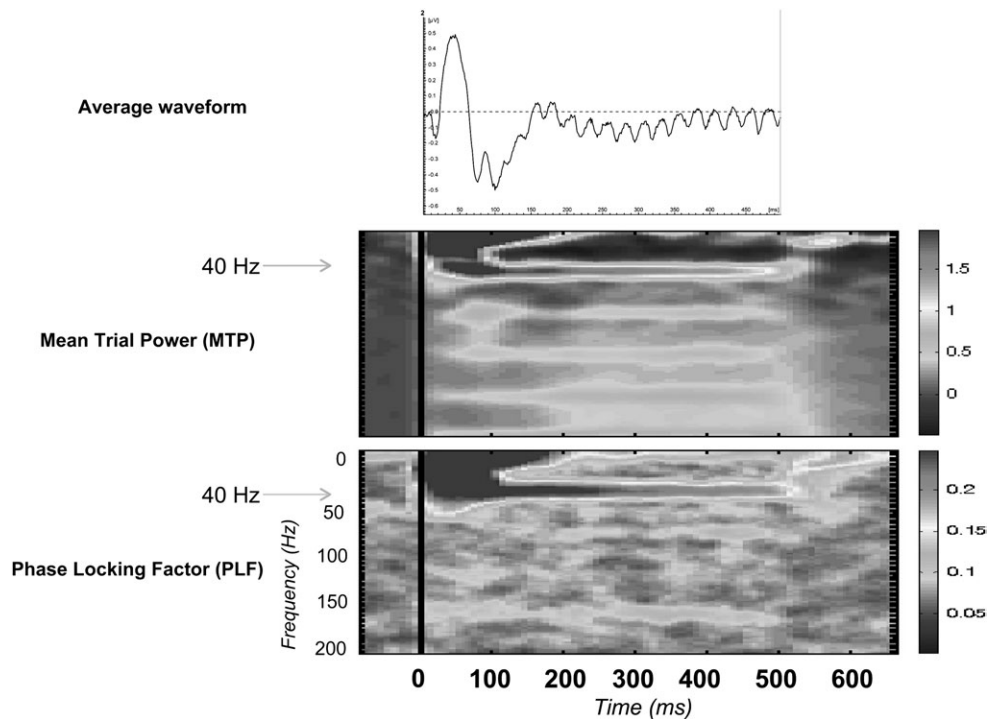 2
[µV]
0.5
0.4
0.3
0.2
0.1
0.0
-0.1
-0.2
-0.3
-0.4
-0.5
-0.6
50 100 150 200 250 300 350 400 450 [ms]
Average waveform
40 Hz
Mean Trial Power (MTP)
1.5
1
0.5
0
40 Hz
Phase Locking Factor (PLF)
Frequency (Hz)
0
50
100
150
200
0.2
0.15
0.1
0.05
0 100 200 300 400 500 600
Time (ms)